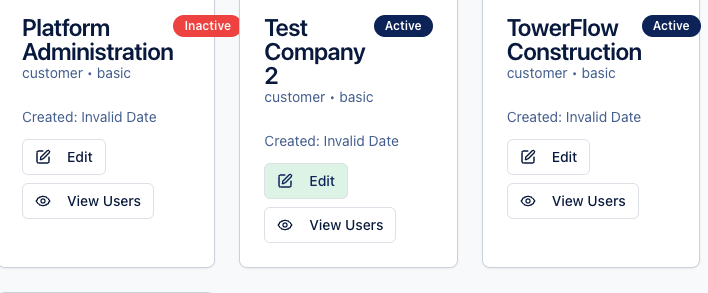 Platform
Administration
Inactive
customer • basic
Created: Invalid Date
Edit
View Users
Test
Company
2
Active
customer • basic
Created: Invalid Date
Edit
View Users
TowerFlow
Construction
Active
customer • basic
Created: Invalid Date
Edit
View Users